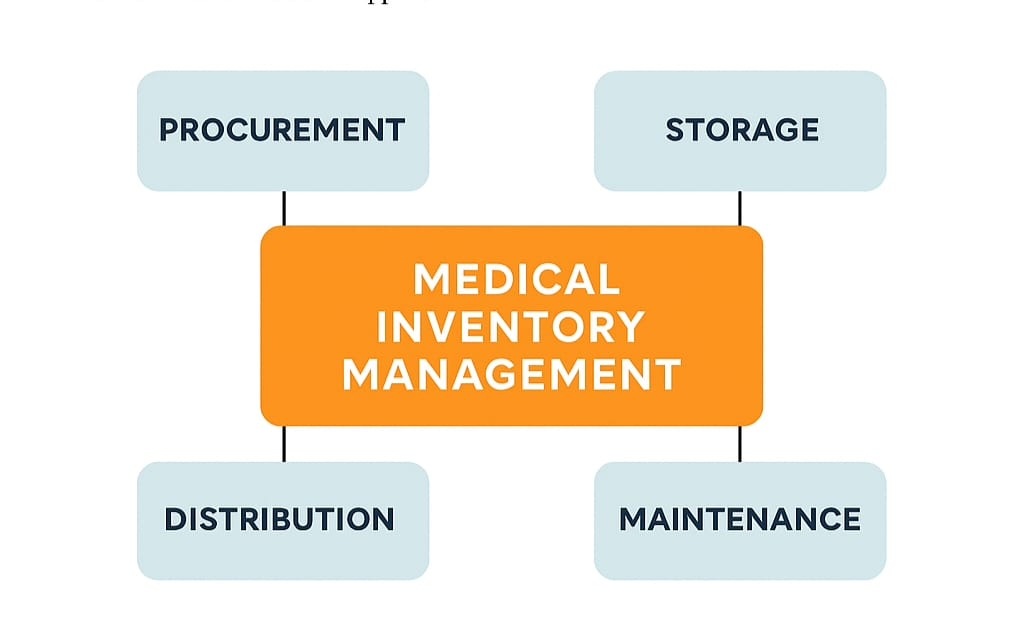 PROCUREMENT
STORAGE
MEDICAL
INVENTORY
MANAGEMENT
DISTRIBUTION
MAINTENANCE